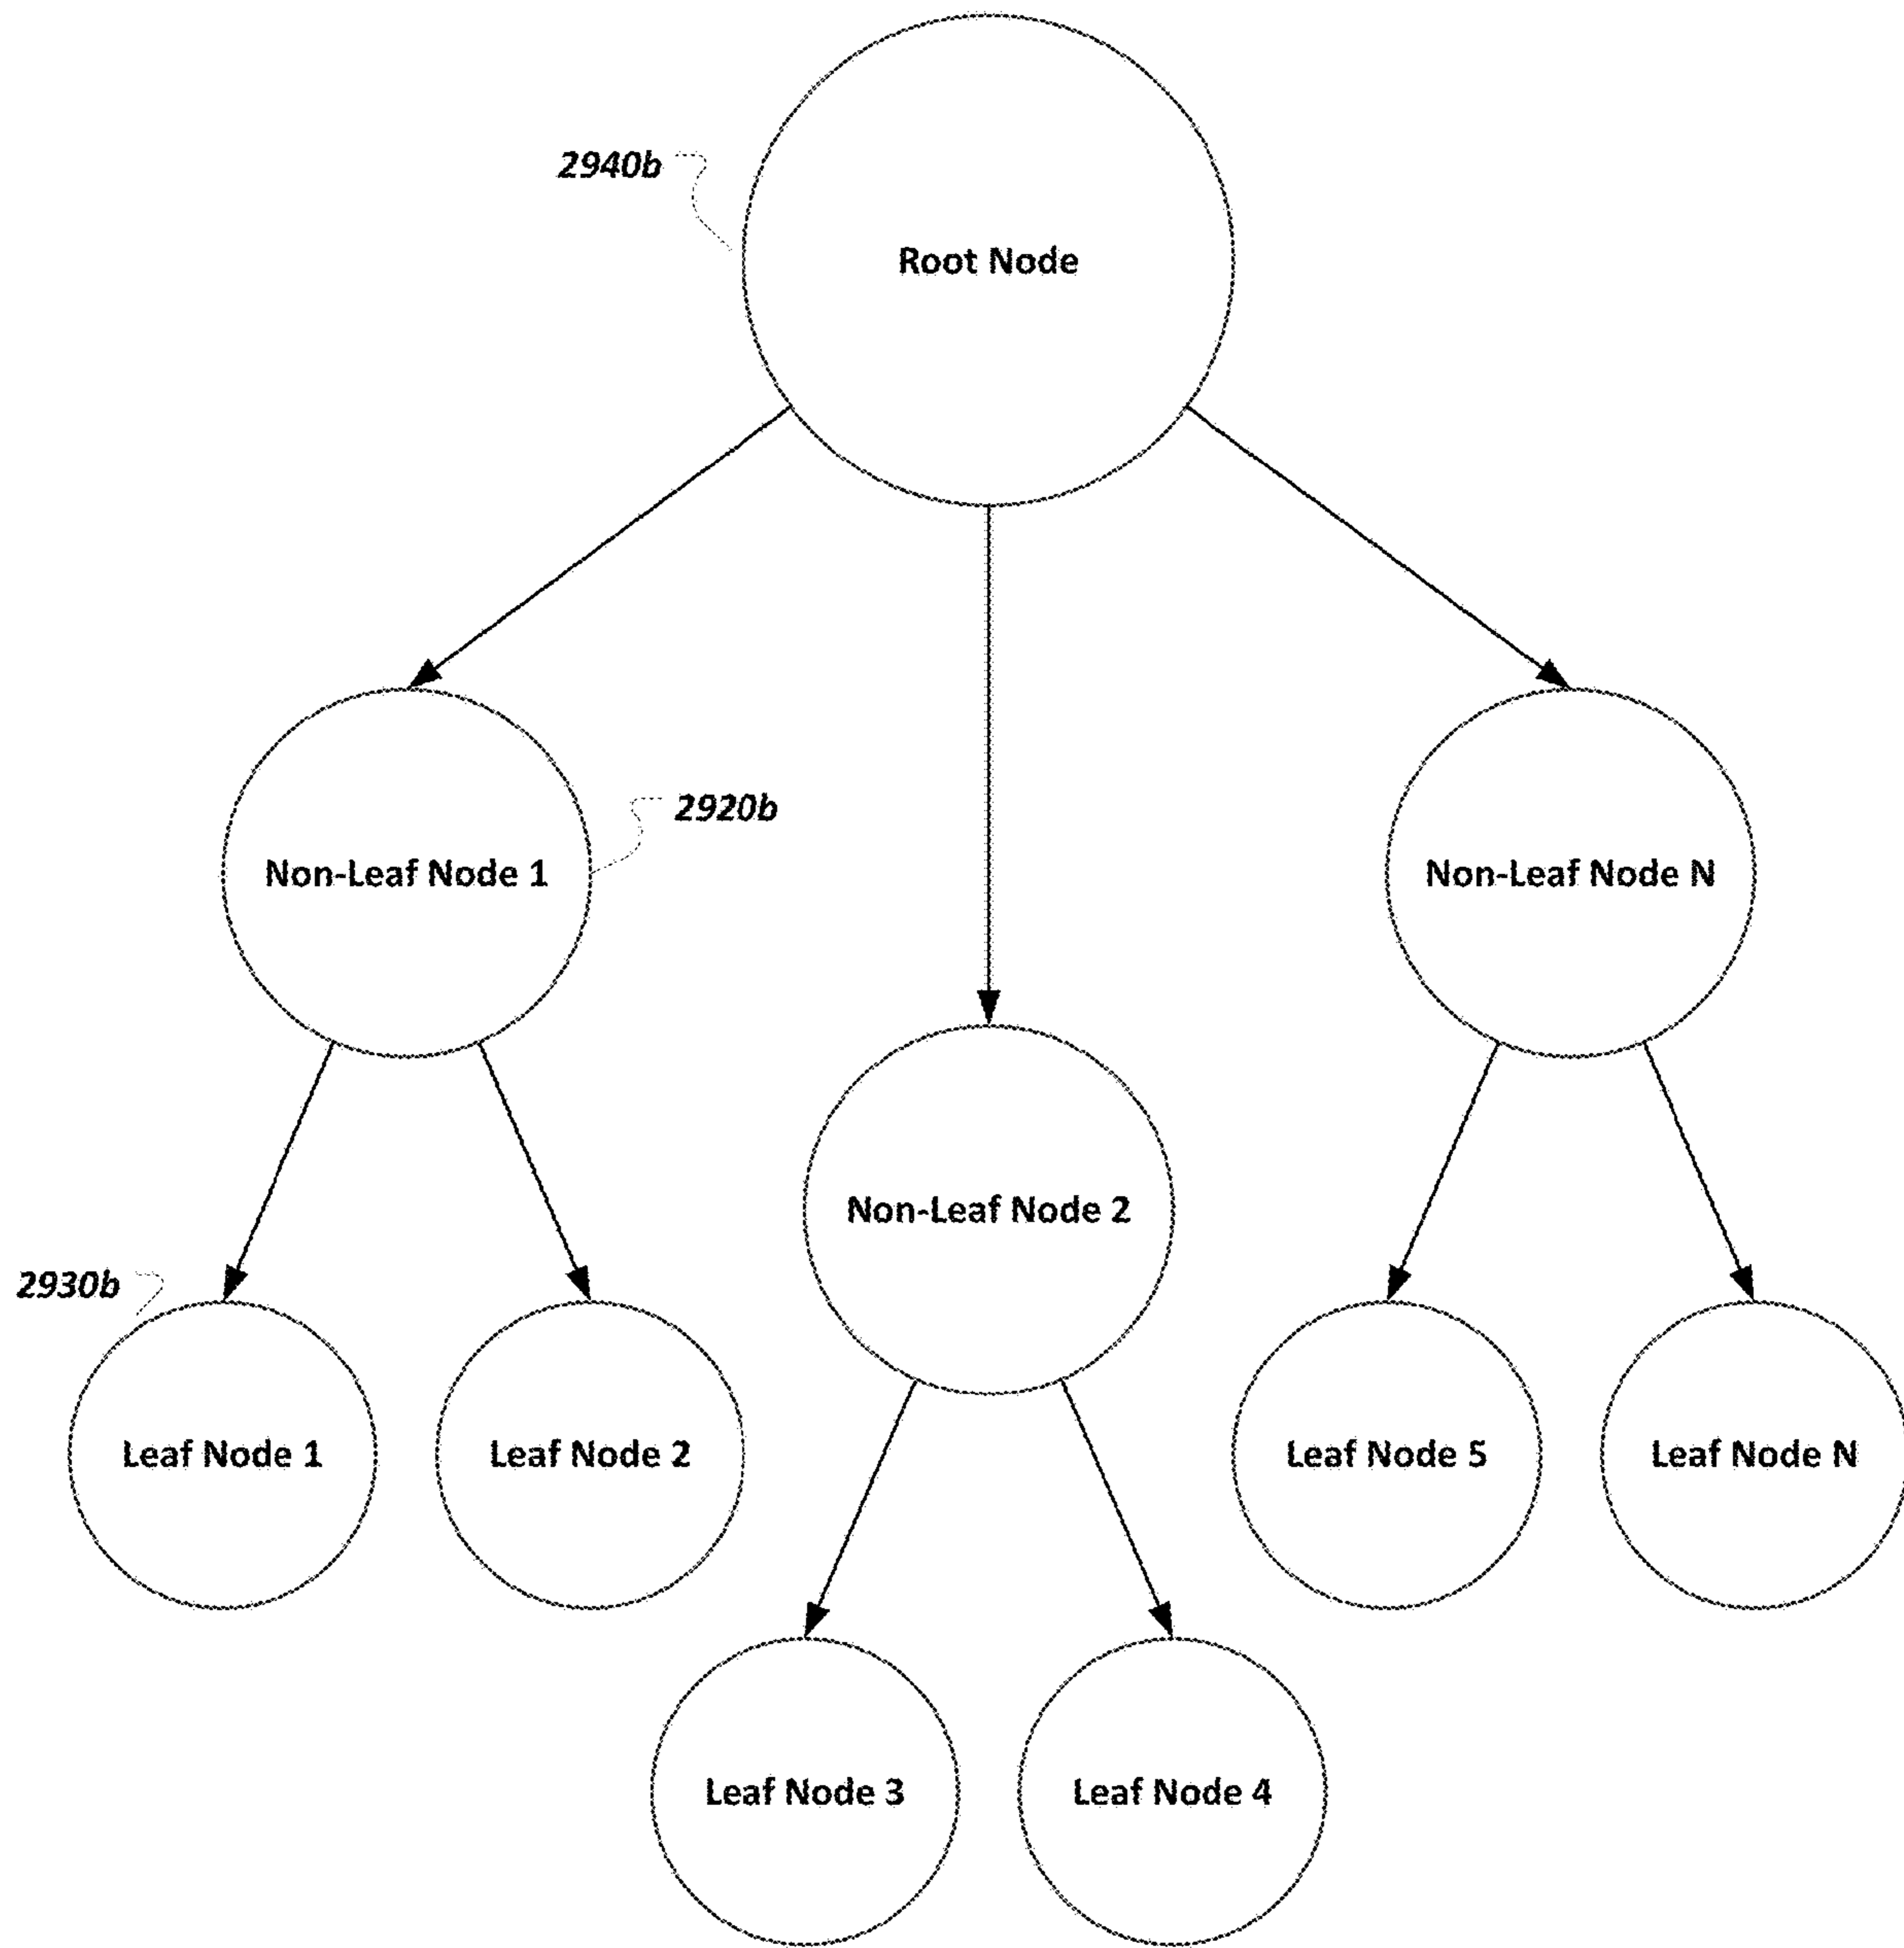 2940b
Root Node
2920b
Non-Leaf Node 1
Non-Leaf Node N
Non-Leaf Node 2
2930b
Leaf Node 1
Leaf Node 2
Leaf Node 5
Leaf Node N
Leaf Node 3
Leaf Node 4